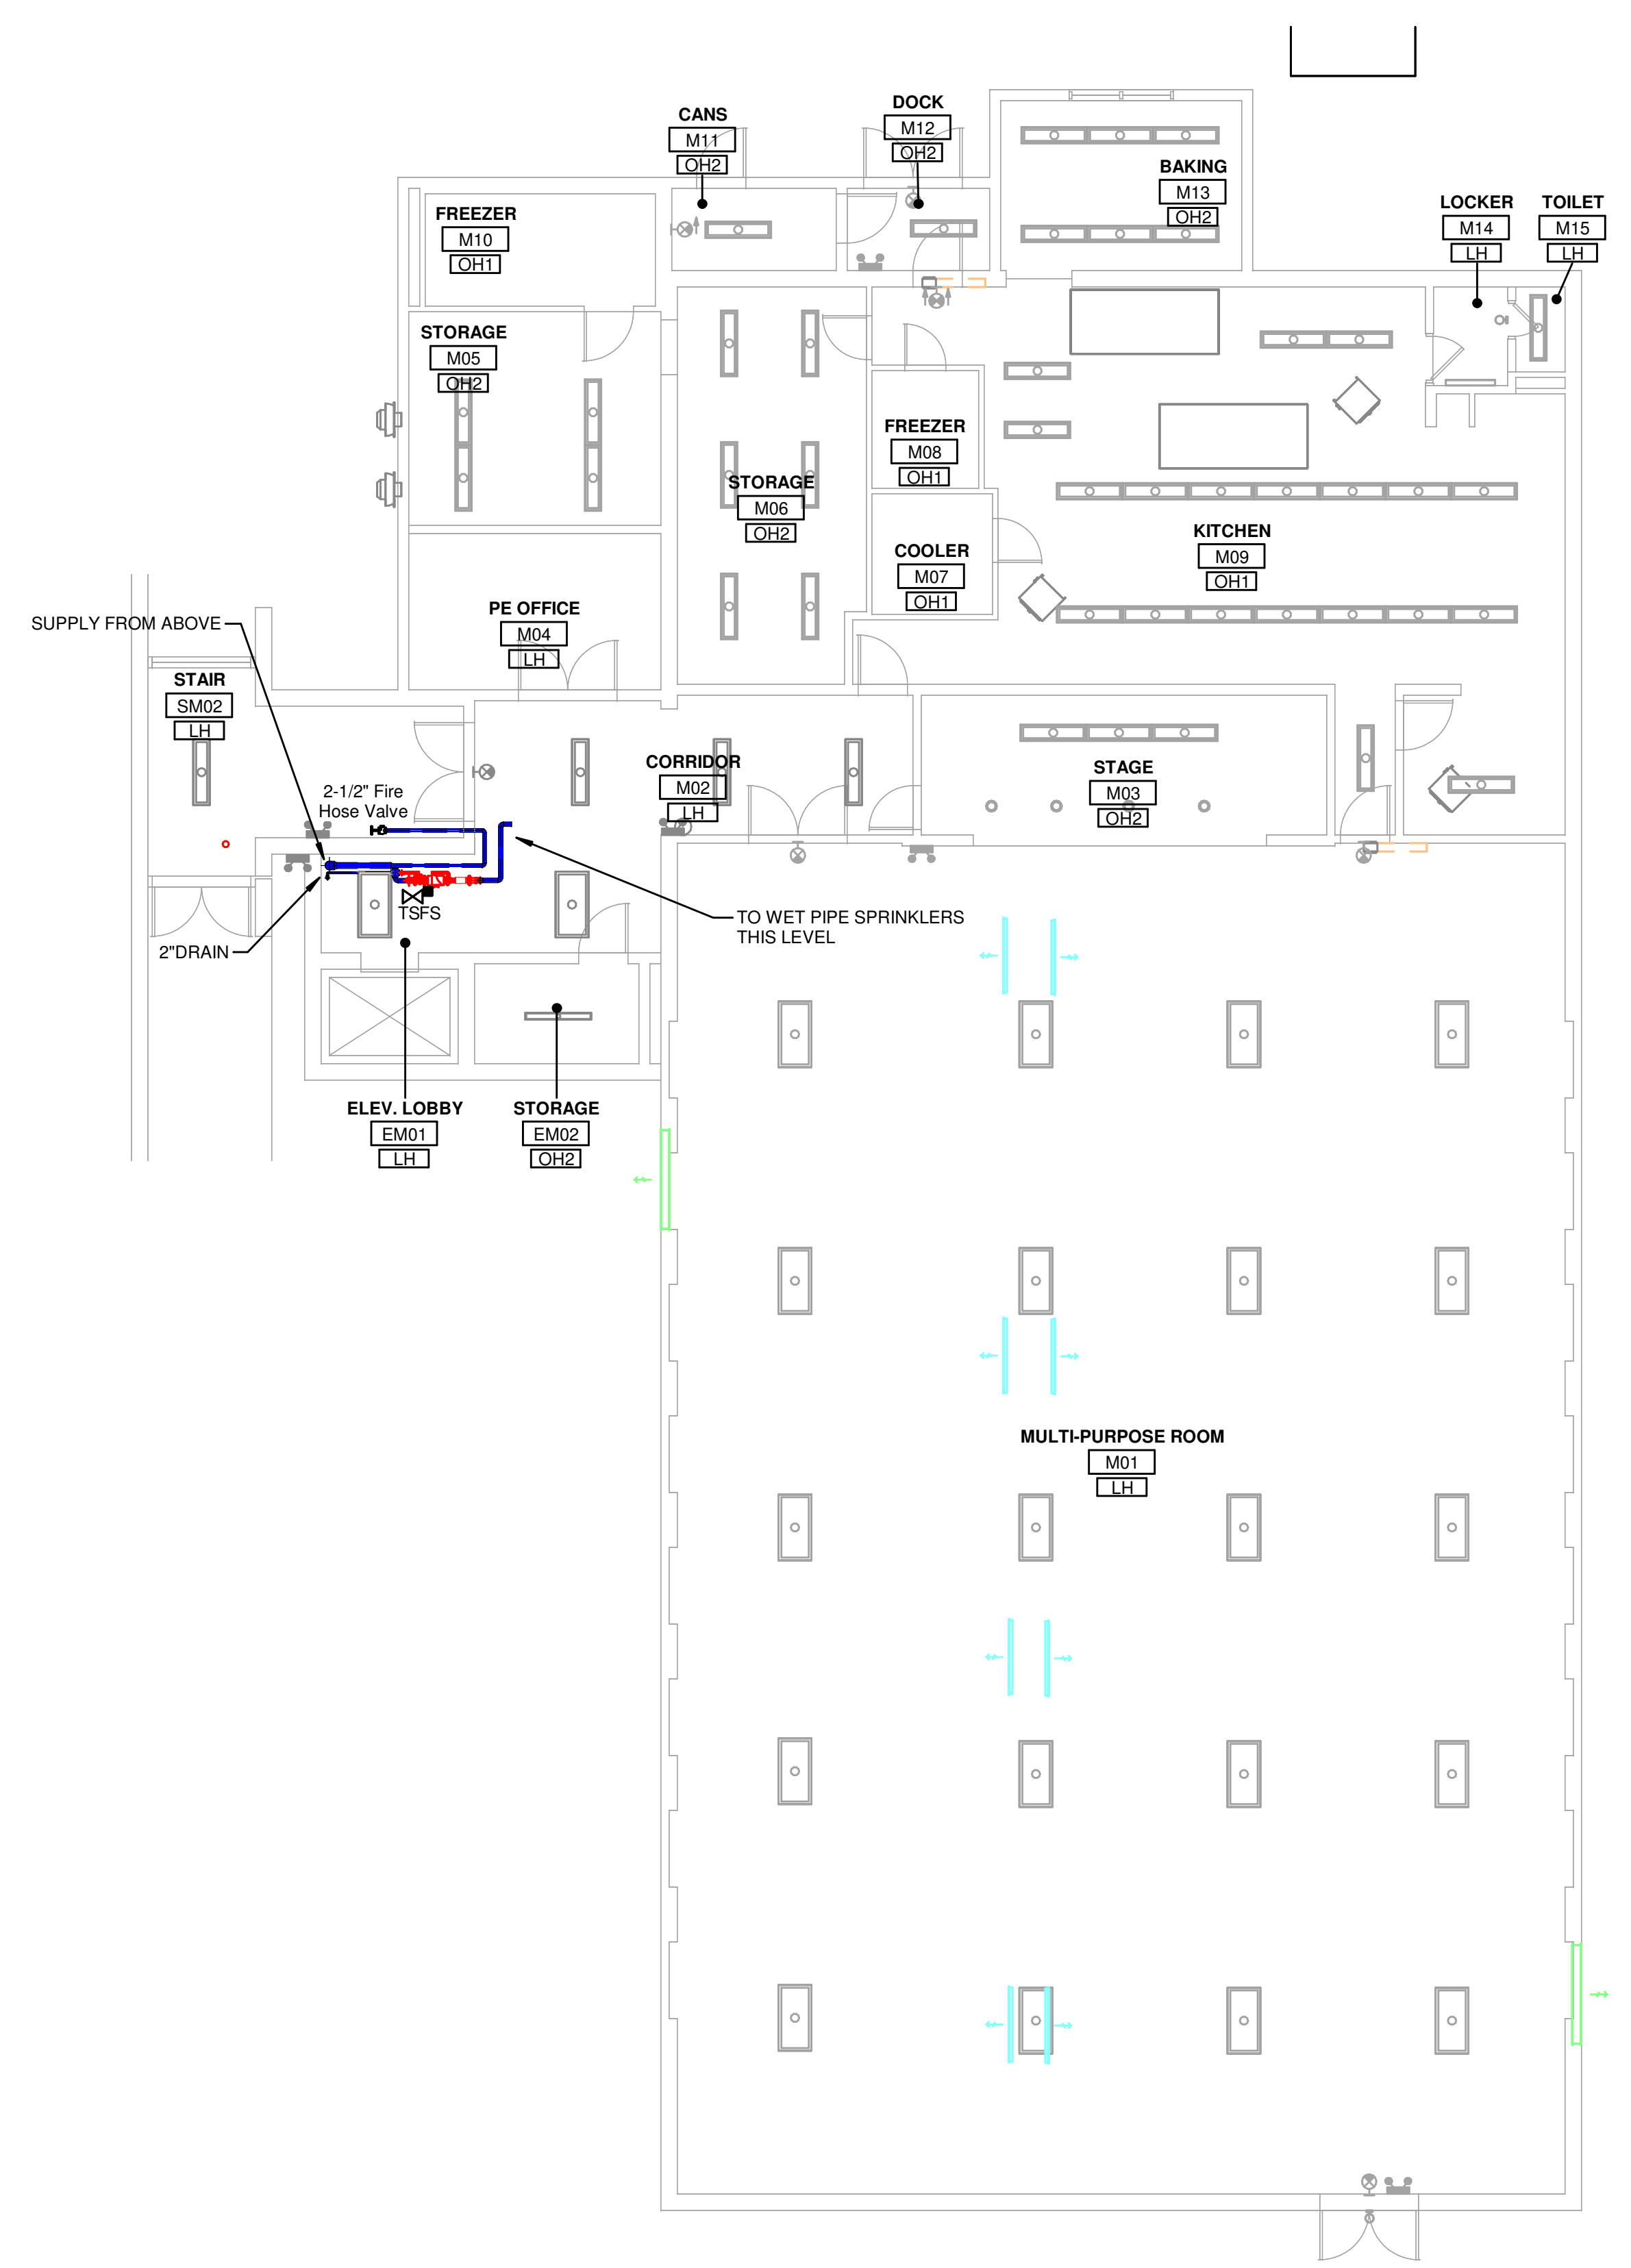 CANS
M11
OH2
DOCK
M12
OH2
BAKING
M13
OH2
LOCKER
M14
LH
TOILET
M15
LH
FREEZER
M10
OH1
STORAGE
M05
OH2
FREEZER
M08
OH1
STORAGE
M06
OH2
KITCHEN
M09
OH1
COOLER
M07
OH1
PE OFFICE
M04
LH
SUPPLY FROM ABOVE
STAIR
SM02
LH
CORRIDOR
M02
LH
STAGE
M03
OH2
2-1/2" Fire
Hose Valve
TSFS
TO WET PIPE SPRINKLERS
THIS LEVEL
2"DRAIN
ELEV. LOBBY
EM01
LH
STORAGE
EM02
OH2
MULTI-PURPOSE ROOM
M01
LH